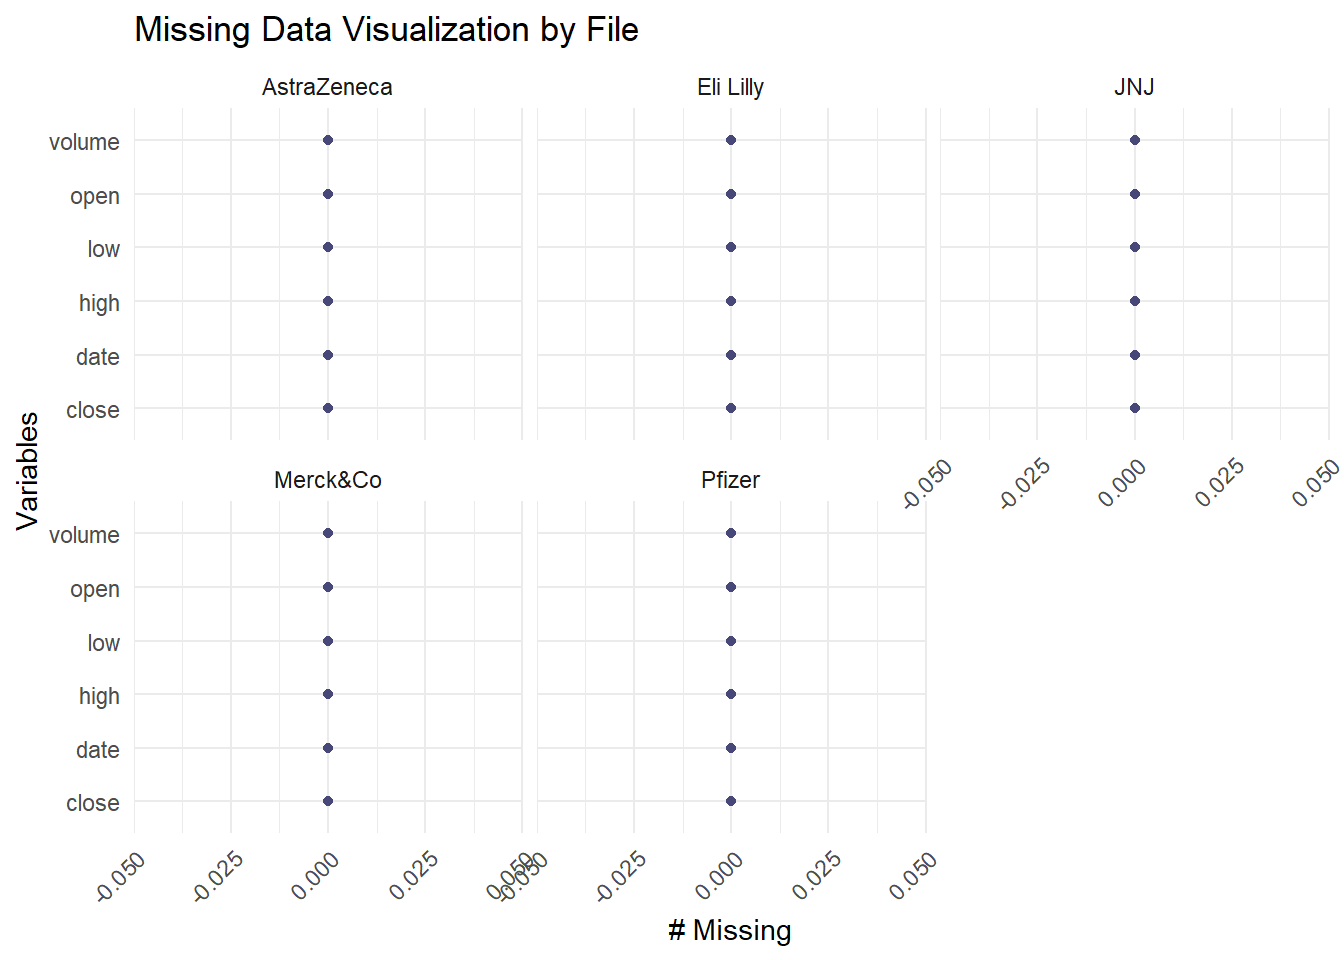 Missing Data Visualization by File
AstraZeneca
Eli Lilly
JNJ
volume
open
low
high
date
close
Variables
-0.050
-0.025
0.000
0.025
0.050
Merck&Co
Pfizer
volume
open
low
high
date
close
-0.050
-0.025
0.000
0.025
0.050
-0.050
-0.025
0.000
0.025
0.050
# Missing